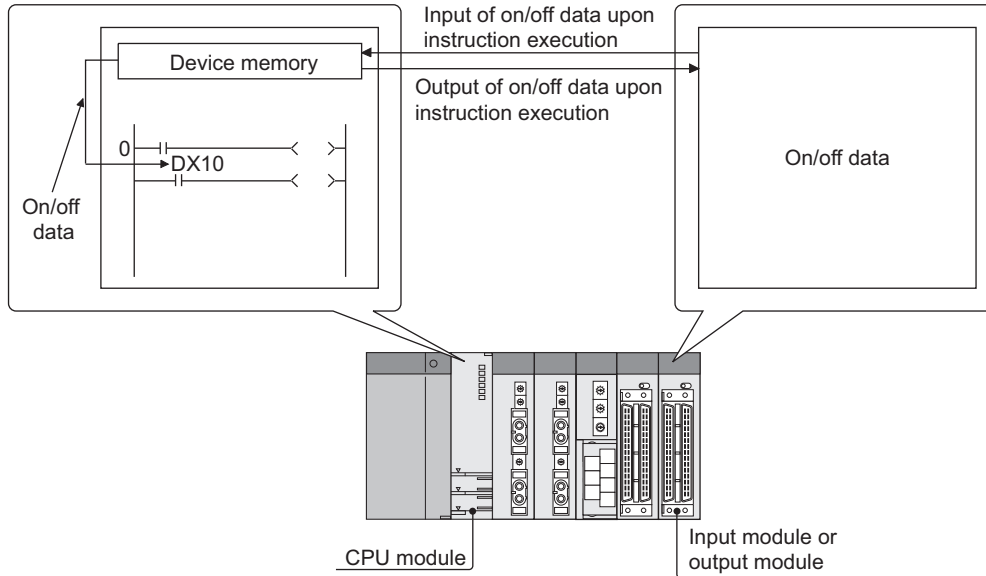 Input of on/off data upon
instruction execution
Device memory
Output of on/off data upon
instruction execution
0
DX10
On/off data
On/off
data
CPU module
Input module or
output module